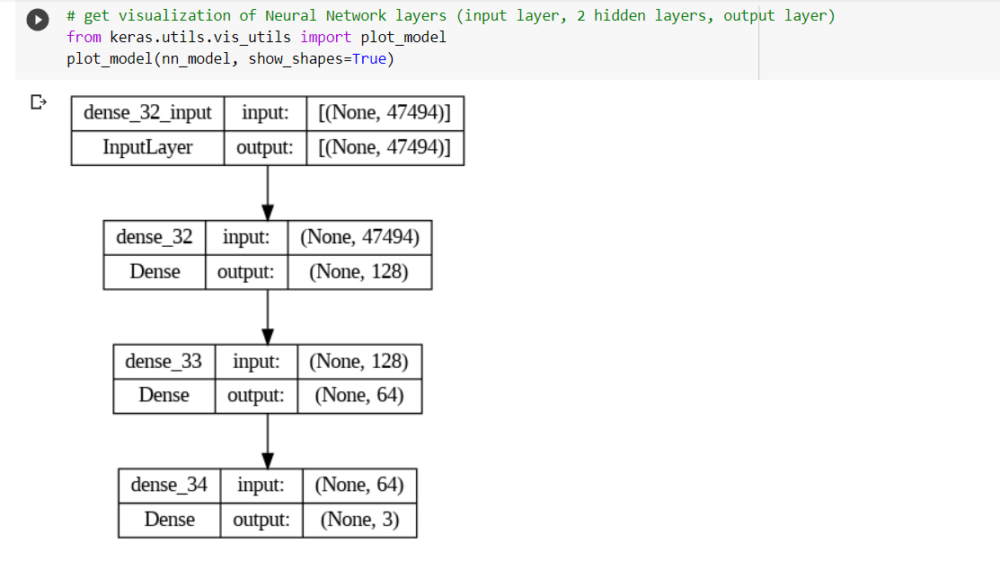 # get visualization of Neural Network layers (input layer, 2 hidden layers, output layer)
from keras.utils.vis_utils import plot_model
plot_model(nn_model, show_shapes=True)
dense_32_input input: [(None, 47494)]
InputLayer output: [(None, 47494)]
dense_32 input: (None, 47494)
Dense output: (None, 128)
dense_33 input: (None, 128)
Dense output: (None, 64)
dense_34 input: (None, 64)
Dense output: (None, 3)